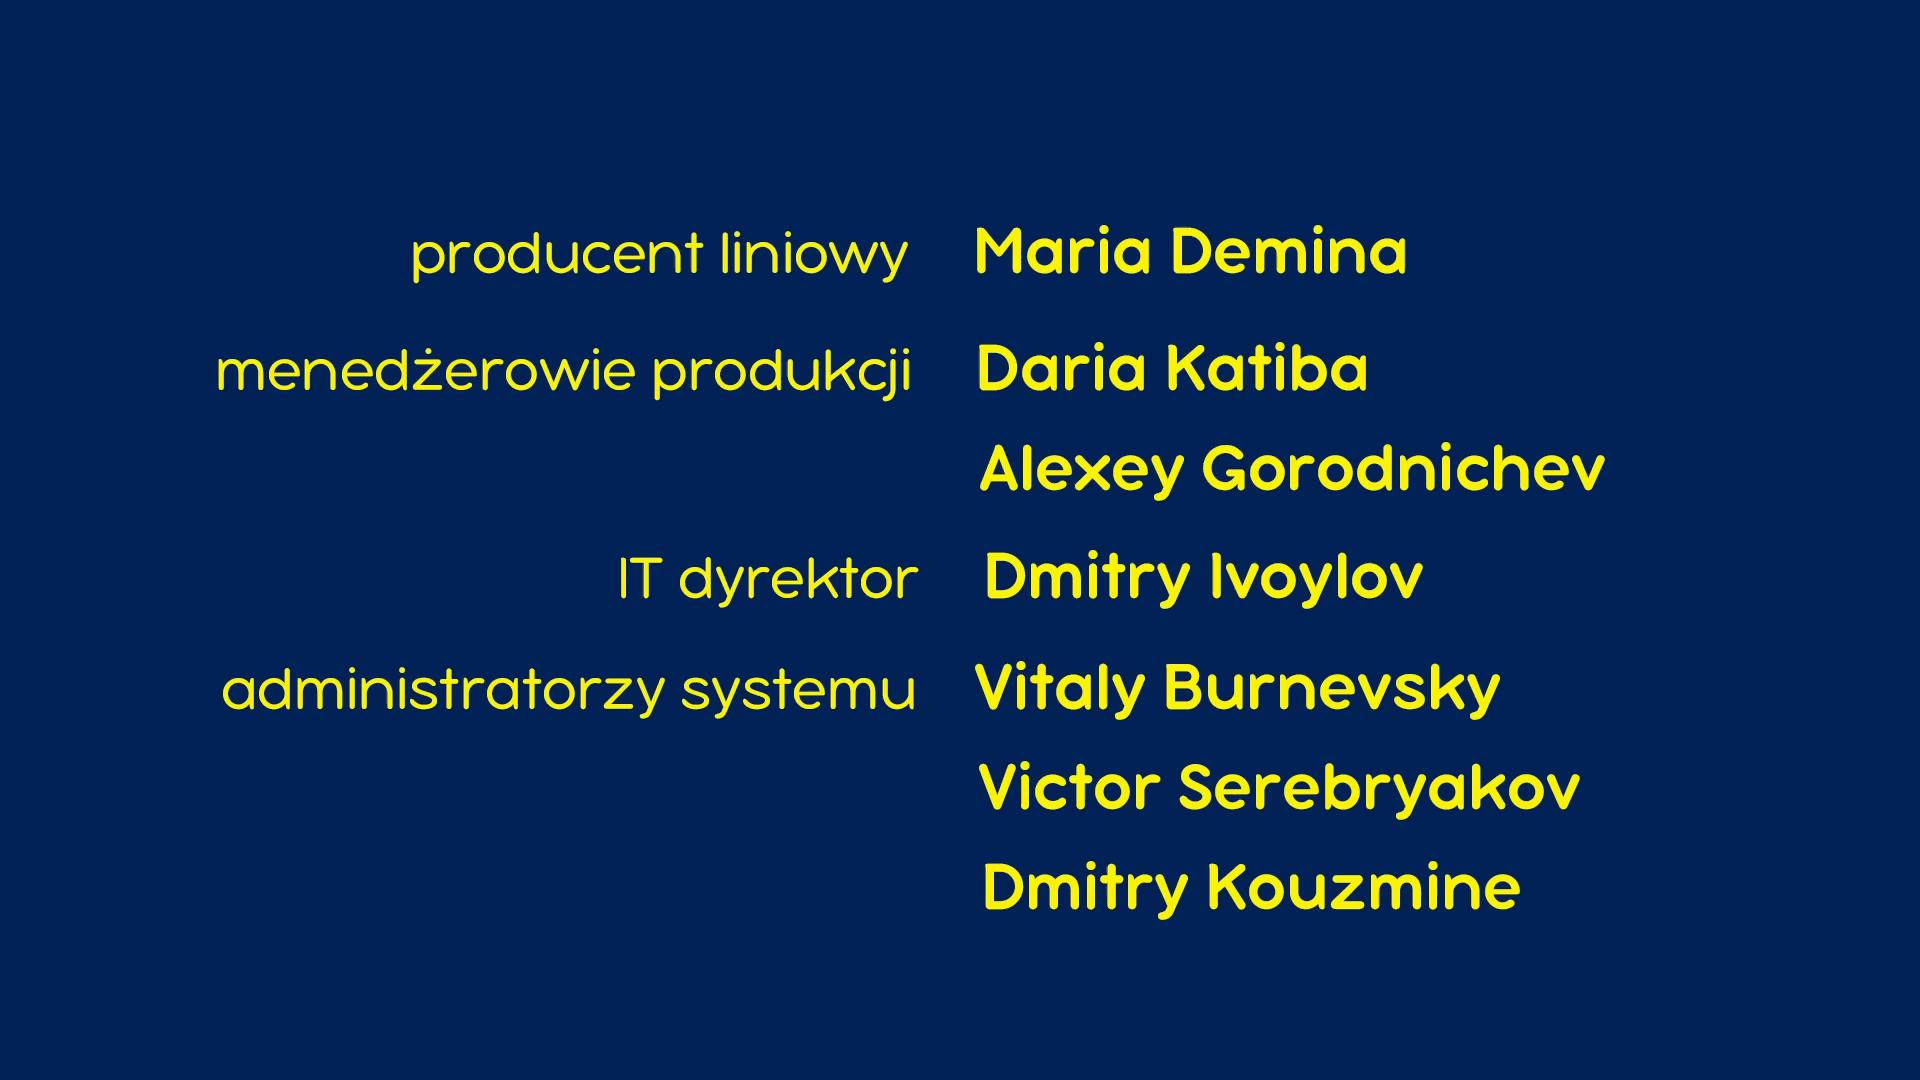 producent liniowy Maria Demina
menedżerowie produkcji Daria Katiba
Alexey Gorodnichev
IT dyrektor Dmitry Ivoylov
administratorzy systemu Vitaly Burnevsky
Victor Serebryakov
Dmitry Kouzmine